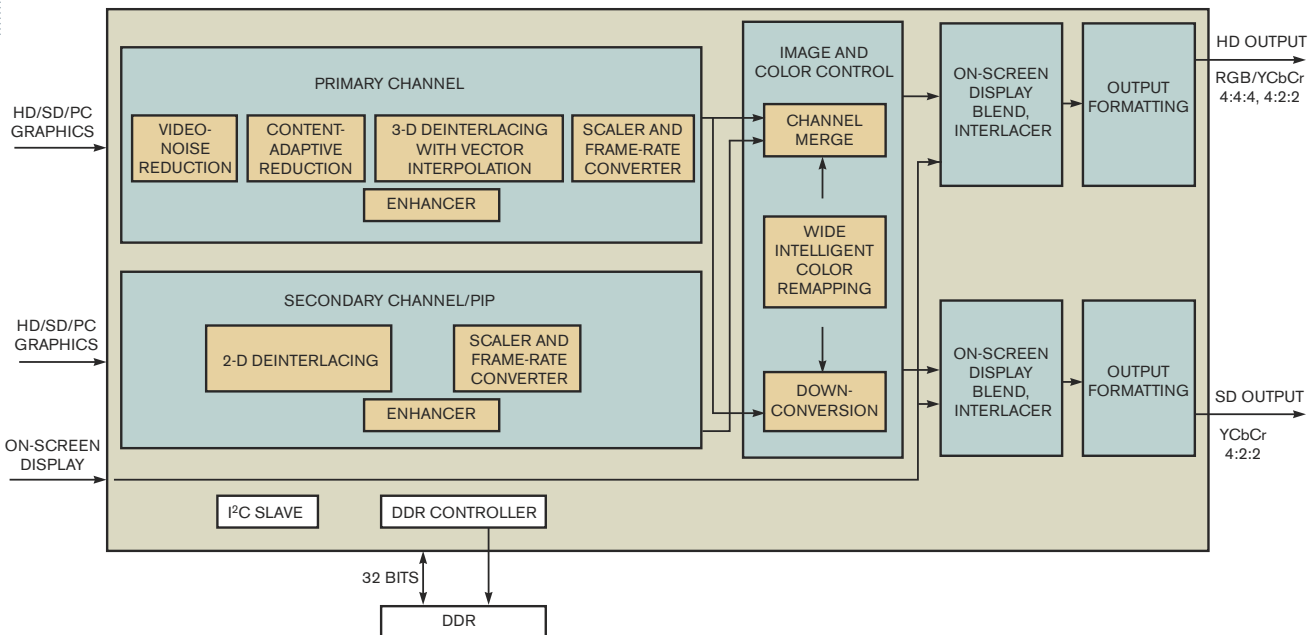 HD/SD/PC
GRAPHICS
PRIMARY CHANNEL
VIDEO-
NOISE
REDUCTION
CONTENT-
ADAPTIVE
REDUCTION
3-D DEINTERLACING
WITH VECTOR
INTERPOLATION
SCALER AND
FRAME-RATE
CONVERTER
ENHANCER
HD/SD/PC
GRAPHICS
SECONDARY CHANNEL/PIP
2-D DEINTERLACING
SCALER AND
FRAME-RATE
CONVERTER
ENHANCER
ON-SCREEN
DISPLAY
IMAGE AND
COLOR CONTROL
CHANNEL
MERGE
WIDE
INTELLIGENT
COLOR
REMAPPING
DOWN-
CONVERSION
ON-SCREEN
DISPLAY
BLEND,
INTERLACER
OUTPUT
FORMATTING
HD OUTPUT
RGB/YCbCr
4:4:4, 4:2:2
ON-SCREEN
DISPLAY
BLEND,
INTERLACER
OUTPUT
FORMATTING
SD OUTPUT
YCbCr
4:2:2
I²C SLAVE
DDR CONTROLLER
32 BITS
DDR